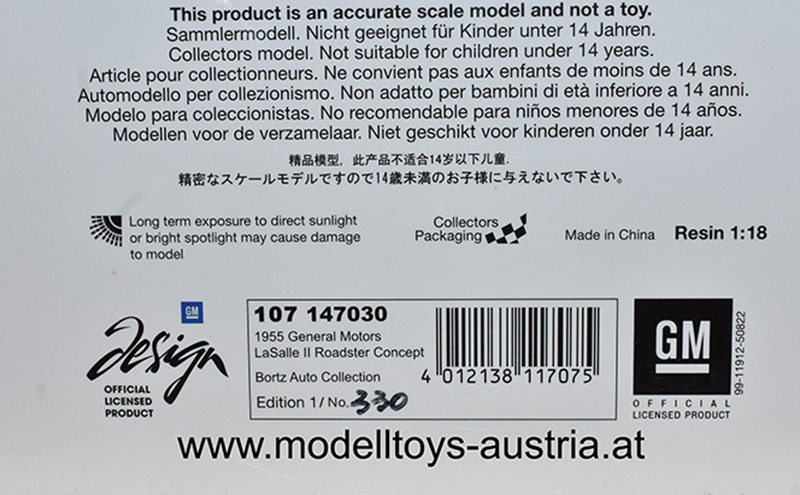 This product is an accurate scale model and not a toy.
Sammlermodell. Nicht geeignet für Kinder unter 14 Jahren.
Collectors model. Not suitable for children under 14 years.
Article pour collectionneurs. Ne convient pas aux enfants de moins de 14 ans.
Automodello per collezionismo. Non adatto per bambini di età inferiore a 14 anni.
Modelo para coleccionistas. No recomendable para niños menores de 14 años.
Modellen voor de verzamelaar. Niet geschikt voor kinderen onder 14 jaar.
精品模型，此产品不适合14岁以下儿童.
精密なスケールモデルですので14歳未満のお子様に与えないで下さい。
Long term exposure to direct sunlight
or bright spotlight may cause damage
to model
Collectors
Packaging
Made in China
Resin 1:18
GM
design
OFFICIAL
LICENSED
PRODUCT
107 147030
1955 General Motors
LaSalle II Roadster Concept
Bortz Auto Collection
Edition 1/No. 330
4 012138 117075
GM
OFFICIAL
LICENSED PRODUCT
99-11912-50822
www.modelltoys-austria.at